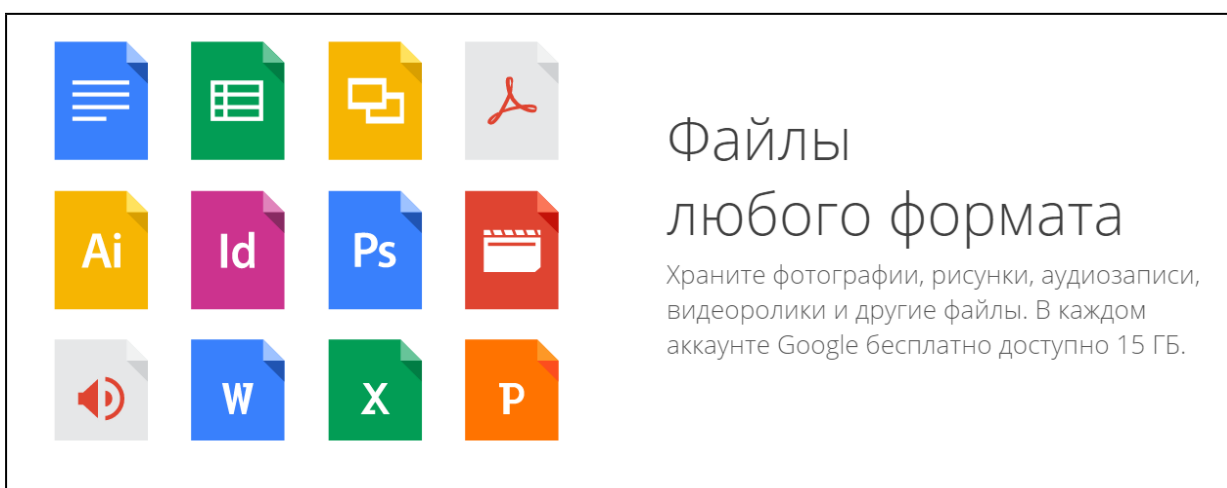 Ai Id Ps
W X P
Файлы
любого формата
Храните фотографии, рисунки, аудиозаписи,
видеоролики и другие файлы. В каждом
аккаунте Google бесплатно доступно 15 ГБ.